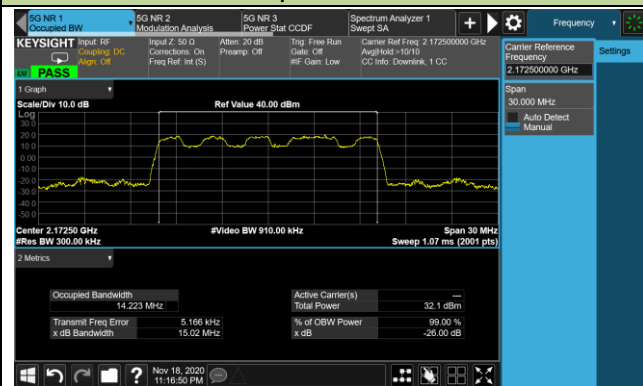 5G NR 1
Occupied BW
5G NR 2
Modulation Analysis
5G NR 3
Power Stat CCDF
Spectrum Analyzer 1
Swept SA
Frequency
KEYSIGHT
Input: RF
Coupling: DC
Align: Off
Input Z: 50 Ω
Corrections: On
Freq Ref: Int (S)
Atten: 20 dB
Preamp: Off
Trig: Free Run
Gate: Off
#IF Gain: Low
Carrier Ref Freq: 2.172500000 GHz
Avg|Hold:>10/10
CC Info: Downlink, 1 CC
PASS
Carrier Reference Frequency
2.172500000 GHz
Settings
Span
30.000 MHz
Auto Detect
Manual
1 Graph
Scale/Div 10.0 dB
Ref Value 40.00 dBm
Log
30.0
20.0
10.0
0.00
-10.0
-20.0
-30.0
-40.0
-50.0
Center 2.17250 GHz
#Video BW 910.00 kHz
Span 30 MHz
#Res BW 300.00 kHz
Sweep 1.07 ms (2001 pts)
2 Metrics
Occupied Bandwidth
14.223 MHz
Active Carrier(s)
---
Total Power
32.1 dBm
Transmit Freq Error
5.166 kHz
% of OBW Power
99.00 %
x dB Bandwidth
15.02 MHz
x dB
-26.00 dB
?
Nov 18, 2020
11:16:50 PM